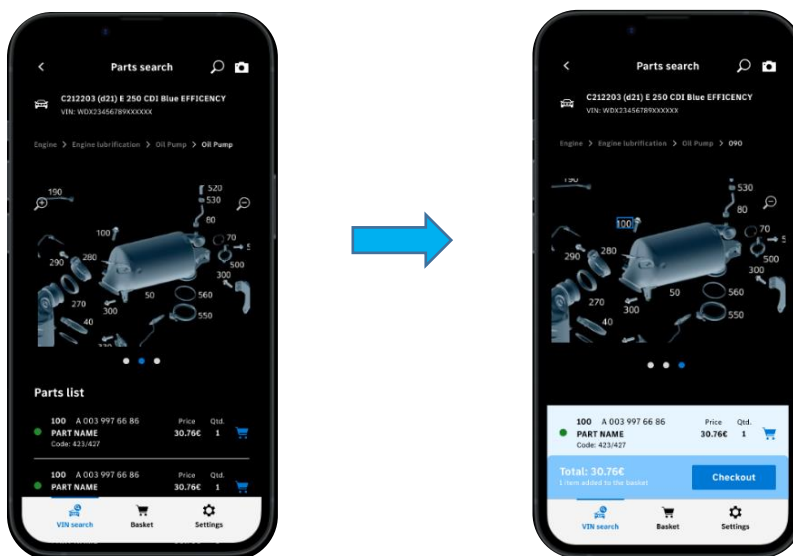 Parts search
C212203 (d21) E 250 CDI Blue EFFICENCY
VIN: WDX23456789XXXXXX
Engine > Engine lubrification > Oil Pump > Oil Pump
190
520
530
80
100
70
290
280
500
300
50
560
270
300
550
40
Parts list
100 A 003 997 66 86 Price Qtd.
PART NAME 30.76€ 1
Code: 423/427
100 A 003 997 66 86 Price Qtd.
PART NAME 30.76€ 1
VIN search Basket Settings
Parts search
C212203 (d21) E 250 CDI Blue EFFICENCY
VIN: WDX23456789XXXXXX
Engine > Engine lubrification > Oil Pump > 090
190
530
80
100
70
290
280
500
300
50
560
270
300
550
40
100 A 003 997 66 86 Price Qtd.
PART NAME 30.76€ 1
Code: 423/427
Total: 30.76€
1 item added to the basket
Checkout
VIN search Basket Settings